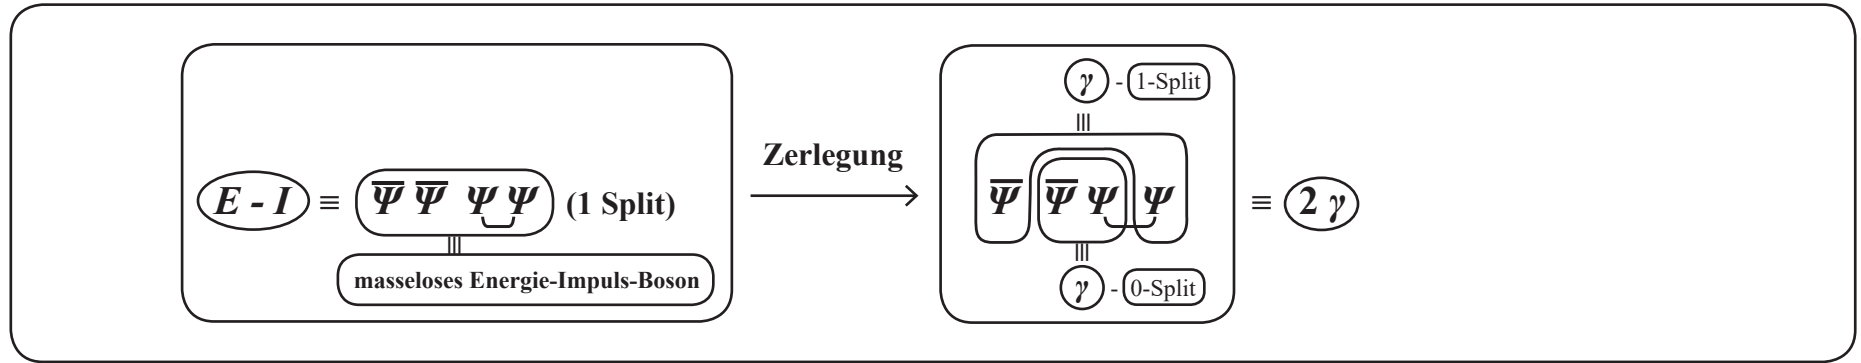 E - I ≡ Ψ̅ Ψ̅ Ψ Ψ (1 Split)
|||
masseloses Energie-Impuls-Boson
Zerlegung
γ - 1-Split
|||
Ψ̅ Ψ̅ Ψ Ψ ≡ 2 γ
|||
γ - 0-Split